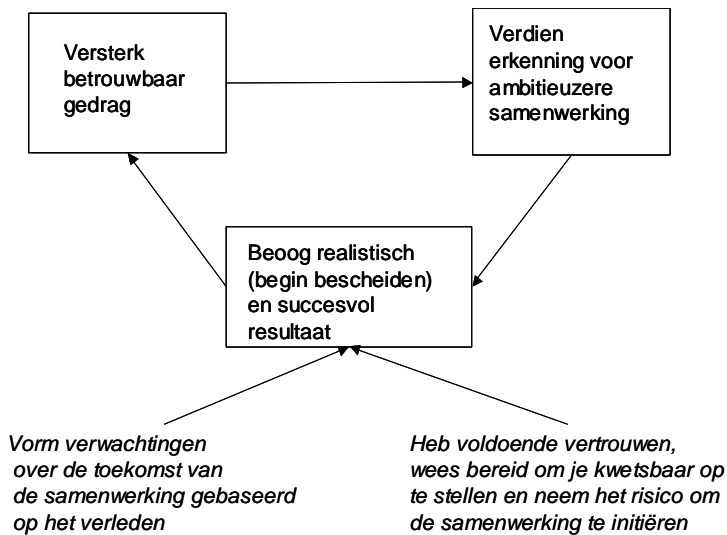 Versterk
betrouwbaar
gedrag
Verdien
erkenning voor
ambitieuzere
samenwerking
Beoog realistisch
(begin bescheiden)
en succesvol
resultaat
Vorm verwachtingen
over de toekomst van
de samenwerking gebaseerd
op het verleden
Heb voldoende vertrouwen,
wees bereid om je kwetsbaar op
te stellen en neem het risico om
de samenwerking te initiëren